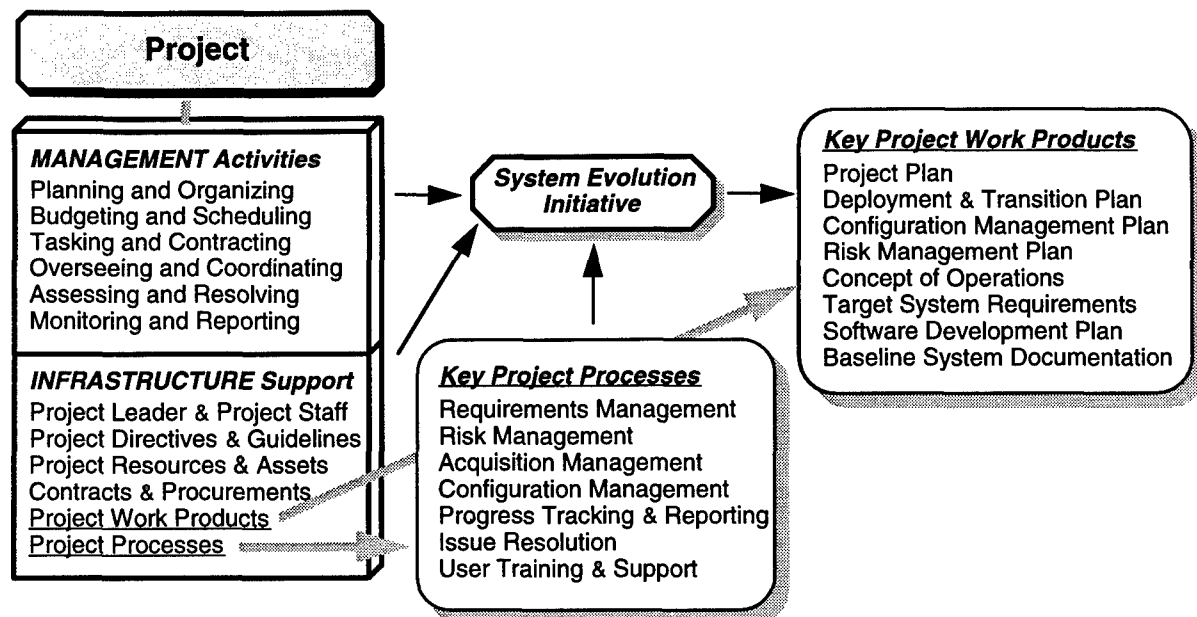 Project
MANAGEMENT Activities
Planning and Organizing
Budgeting and Scheduling
Tasking and Contracting
Overseeing and Coordinating
Assessing and Resolving
Monitoring and Reporting
INFRASTRUCTURE Support
Project Leader & Project Staff
Project Directives & Guidelines
Project Resources & Assets
Contracts & Procurements
Project Work Products
Project Processes
System Evolution
Initiative
Key Project Processes
Requirements Management
Risk Management
Acquisition Management
Configuration Management
Progress Tracking & Reporting
Issue Resolution
User Training & Support
Key Project Work Products
Project Plan
Deployment & Transition Plan
Configuration Management Plan
Risk Management Plan
Concept of Operations
Target System Requirements
Software Development Plan
Baseline System Documentation